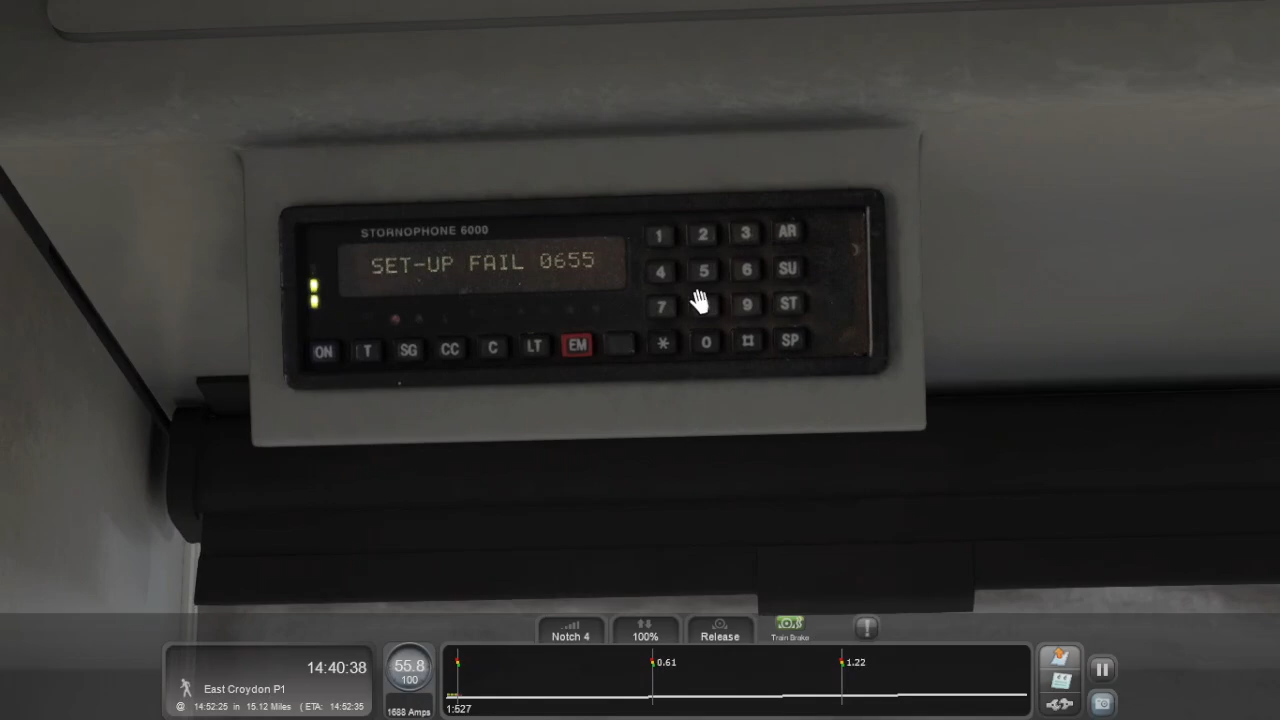 STORNOPHONE 6000
SET-UP FAIL 0655
1 2 3 AR
4 5 6 SU
7 9 ST
* 0 SP
ON T SG CC C LT EM
Notch 4
100%
Release
Train Brake
14:40:38
East Croydon P1
@ 14:52:25 in 15.12 Miles ( ETA: 14:52:35
55.8
100
1688 Amps
0.61
1.22
1:527